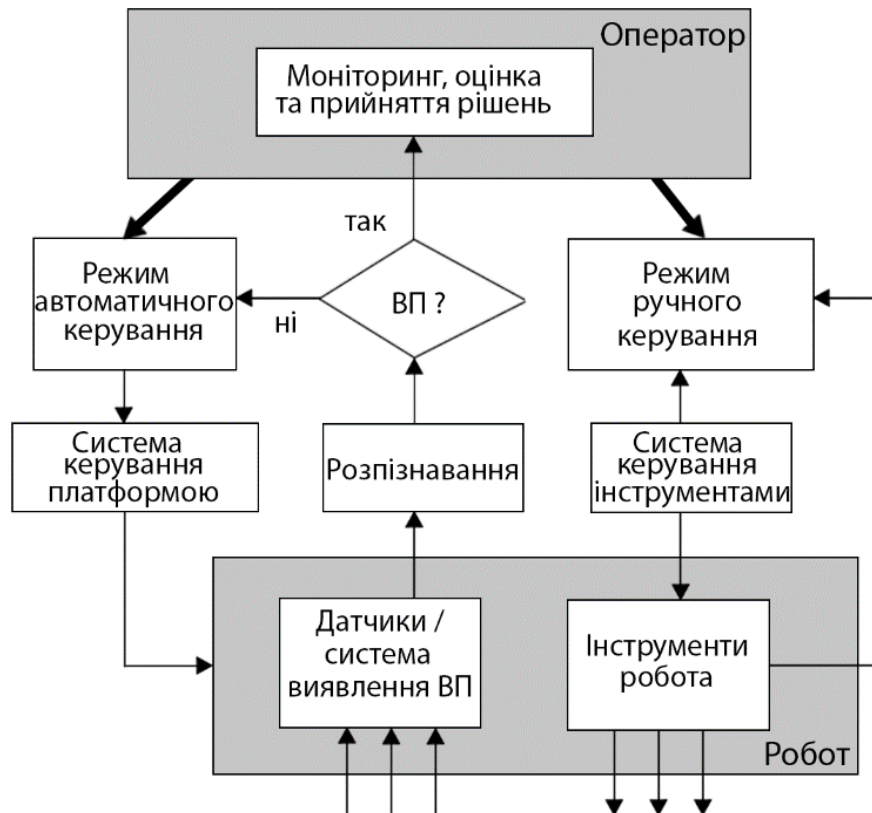 Оператор
Моніторинг, оцінка
та прийняття рішень
так
Режим
автоматичного
керування
ні
ВП ?
Режим
ручного
керування
Система
керування
платформою
Розпізнавання
Система
керування
інструментами
Датчики /
система
виявлення ВП
Інструменти
робота
Робот